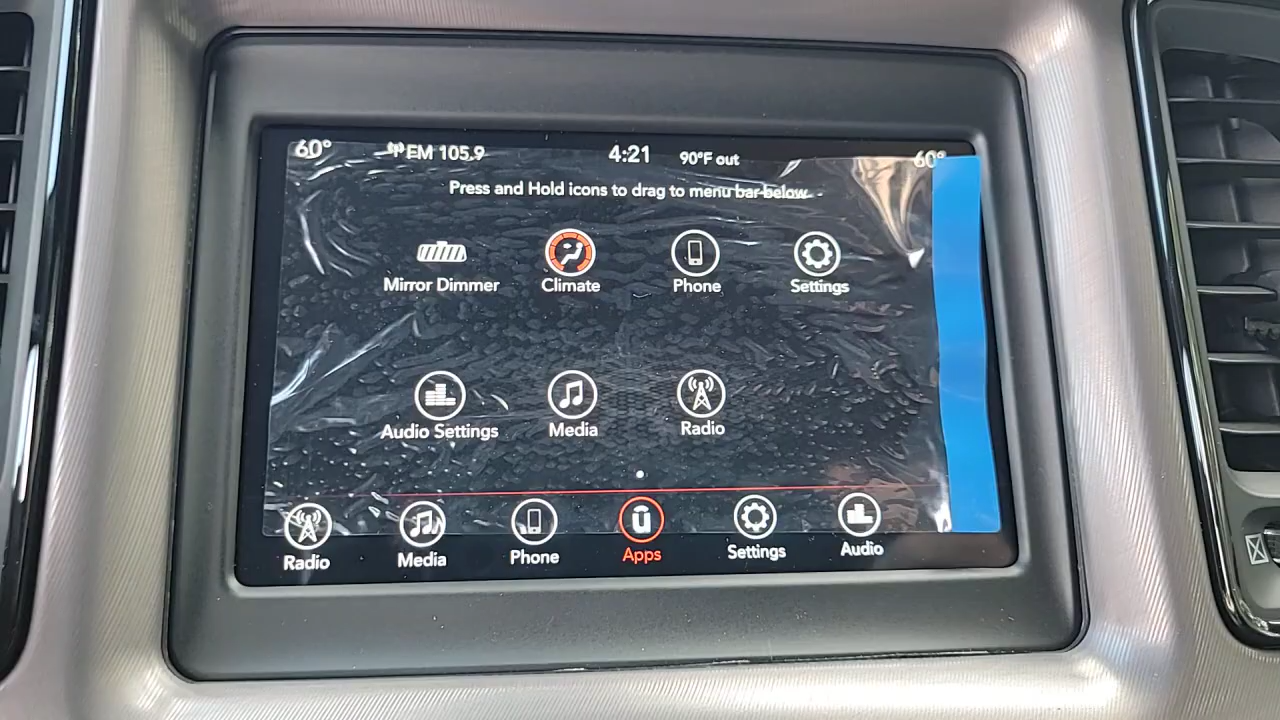 60° FM 105.9 4:21 90°F out 60°
Press and Hold icons to drag to menu bar below
Mirror Dimmer Climate Phone Settings
Audio Settings Media Radio
Radio Media Phone Apps Settings Audio